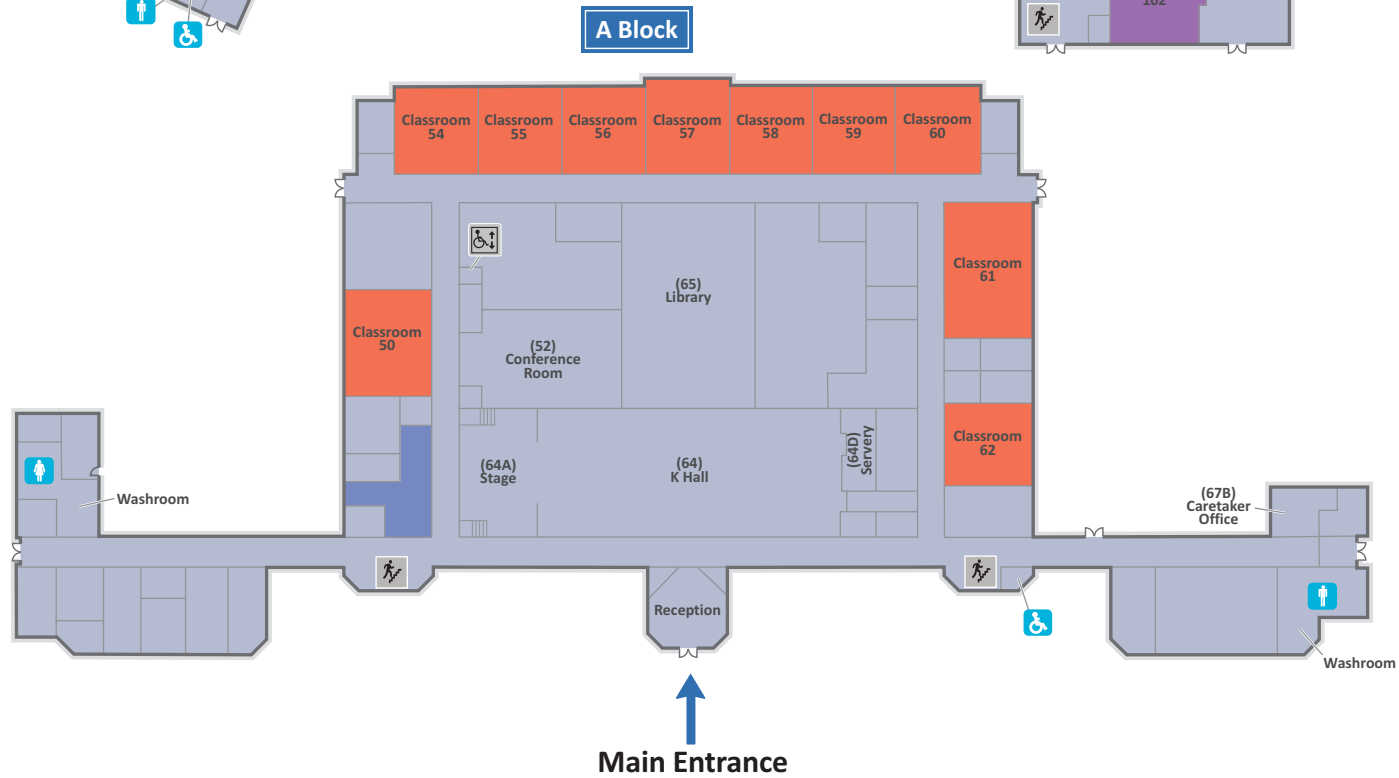 102
A Block
Classroom
54
Classroom
55
Classroom
56
Classroom
57
Classroom
58
Classroom
59
Classroom
60
Classroom
61
(65)
Library
Classroom
50
(52)
Conference
Room
Classroom
62
(64A)
Stage
(64)
K Hall
(64D)
Servery
Washroom
(67B)
Caretaker
Office
Reception
Washroom
Main Entrance